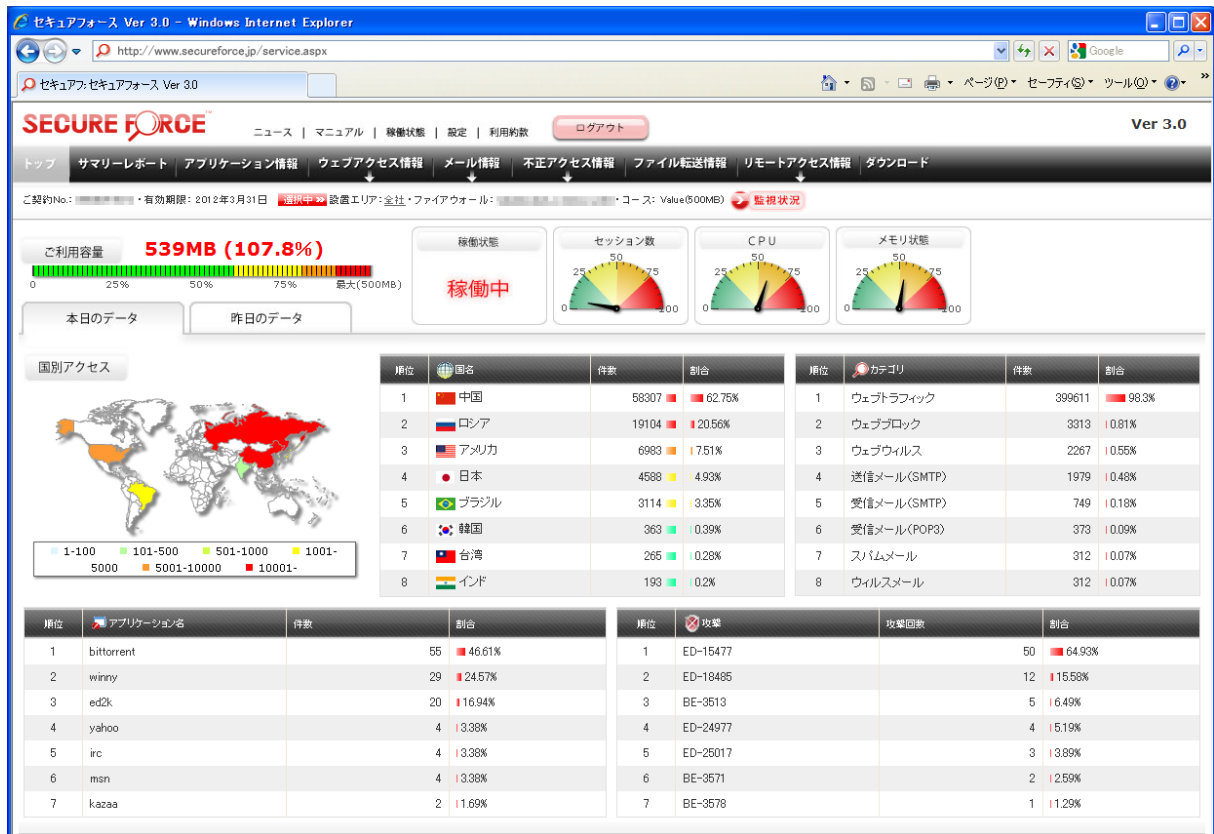 セキュアフォース Ver 3.0 - Windows Internet Explorer
http://www.secureforce.jp/service.aspx
Google
セキュアフ: セキュアフォース Ver 3.0
ページ(P) セーフティ(S) ツール(O) »
SECURE FORCE™ ニュース | マニュアル | 稼働状態 | 設定 | 利用約款 ログアウト Ver 3.0
トップ サマリーレポート アプリケーション情報 ウェブアクセス情報 メール情報 不正アクセス情報 ファイル転送情報 リモートアクセス情報 ダウンロード
ご契約No.: ・有効期限: 2012年3月31日 選択中 » 設置エリア:全社・ファイアウォール: ・コース: Value(500MB) 監視状況
ご利用容量 539MB (107.8%)
0 25% 50% 75% 最大(500MB)
稼働状態
稼働中
セッション数
0 25 50 75 100
CPU
0 25 50 75 100
メモリ状態
0 25 50 75 100
本日のデータ 昨日のデータ
国別アクセス
1-100 101-500 501-1000 1001-
5000 5001-10000 10001-
順位 国名 件数 割合
1 中国 58307 62.75%
2 ロシア 19104 20.56%
3 アメリカ 6983 7.51%
4 日本 4588 4.93%
5 ブラジル 3114 3.35%
6 韓国 363 0.39%
7 台湾 265 0.28%
8 インド 193 0.2%
順位 カテゴリ 件数 割合
1 ウェブトラフィック 399611 98.3%
2 ウェブブロック 3313 0.81%
3 ウェブウィルス 2267 0.55%
4 送信メール(SMTP) 1979 0.48%
5 受信メール(SMTP) 749 0.18%
6 受信メール(POP3) 373 0.09%
7 スパムメール 312 0.07%
8 ウィルスメール 312 0.07%
順位 アプリケーション名 件数 割合
1 bittorrent 55 46.61%
2 winny 29 24.57%
3 ed2k 20 16.94%
4 yahoo 4 3.38%
5 irc 4 3.38%
6 msn 4 3.38%
7 kazaa 2 1.69%
順位 攻撃 攻撃回数 割合
1 ED-15477 50 64.93%
2 ED-18485 12 15.58%
3 BE-3513 5 6.49%
4 ED-24977 4 5.19%
5 ED-25017 3 3.89%
6 BE-3571 2 2.59%
7 BE-3578 1 1.29%